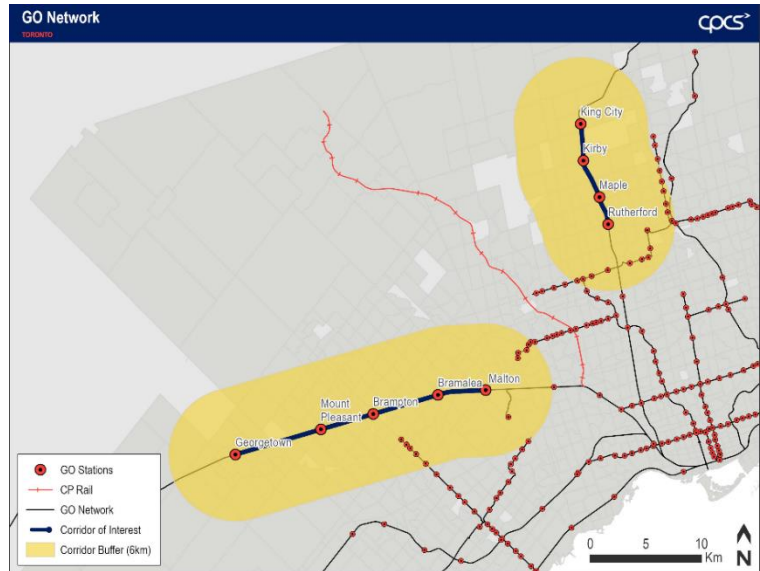 GO Network
TORONTO
cpcs
King City
Kirby
Maple
Rutherford
Malton
Bramalea
Brampton
Mount
Pleasant
Georgetown
GO Stations
CP Rail
GO Network
Corridor of Interest
Corridor Buffer (6km)
0 5 10
Km
N